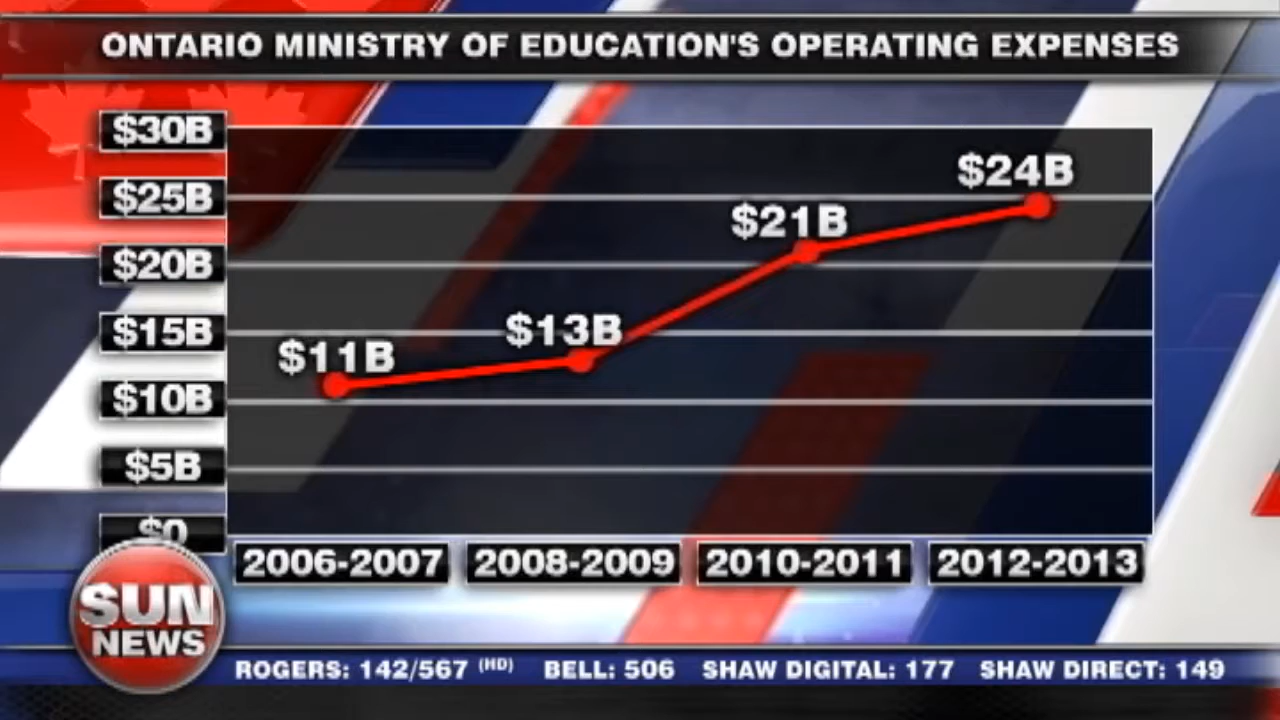 ONTARIO MINISTRY OF EDUCATION'S OPERATING EXPENSES
$30B
$25B
$20B
$15B
$10B
$5B
$0
$11B
$13B
$21B
$24B
2006-2007 2008-2009 2010-2011 2012-2013
SUN
NEWS
ROGERS: 142/567 (HD) BELL: 506 SHAW DIGITAL: 177 SHAW DIRECT: 149